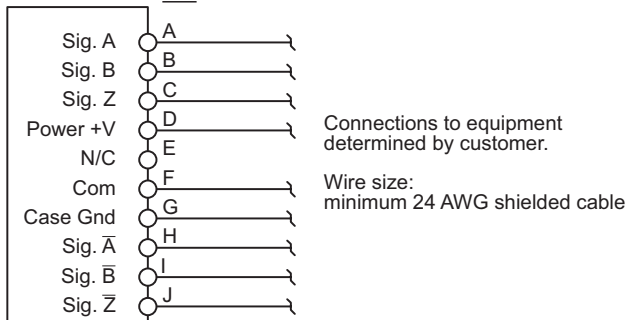 Sig. A A
Sig. B B
Sig. Z C
Power +V D
N/C E
Com F
Case Gnd G
Sig. A̅ H
Sig. B̅ I
Sig. Z̅ J
Connections to equipment
determined by customer.
Wire size:
minimum 24 AWG shielded cable